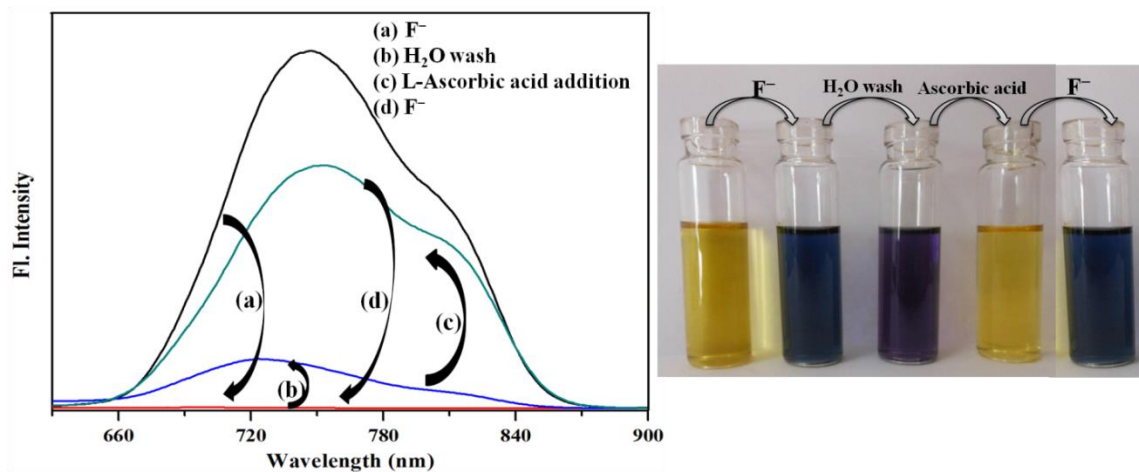 (a) F⁻
(b) H₂O wash
(c) L-Ascorbic acid addition
(d) F⁻
Fl. Intensity
(a)
(b)
(c)
(d)
660 720 780 840 900
Wavelength (nm)
F⁻ H₂O wash Ascorbic acid F⁻